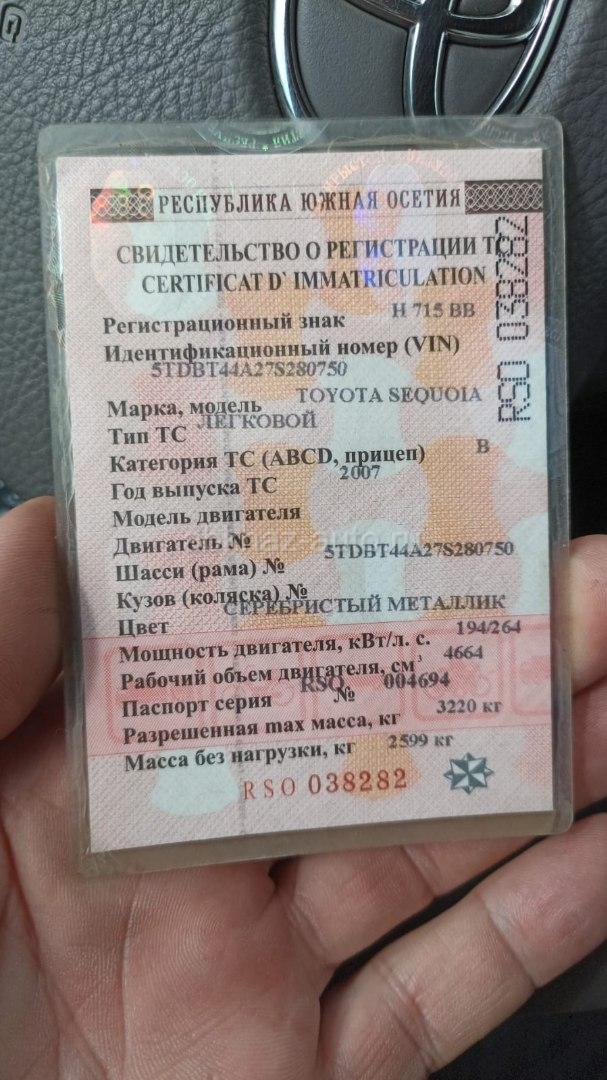 РЕСПУБЛИКА ЮЖНАЯ ОСЕТИЯ
СВИДЕТЕЛЬСТВО О РЕГИСТРАЦИИ ТС
CERTIFICAT D` IMMATRICULATION
Регистрационный знак Н 715 ВВ
Идентификационный номер (VIN)
5TDBT44A27S280750
Марка, модель TOYOTA SEQUOIA
Тип ТС ЛЕГКОВОЙ
Категория ТС (ABCD, прицеп) В
Год выпуска ТС 2007
Модель двигателя
Двигатель №
Шасси (рама) № 5TDBT44A27S280750
Кузов (коляска) №
Цвет СЕРЕБРИСТЫЙ МЕТАЛЛИК
Мощность двигателя, кВт/л. с. 194/264
Рабочий объем двигателя, см³ 4664
Паспорт серия RSO № 004694
Разрешенная max масса, кг 3220 кг
Масса без нагрузки, кг 2599 кг
RSO 038282
RSO 038282